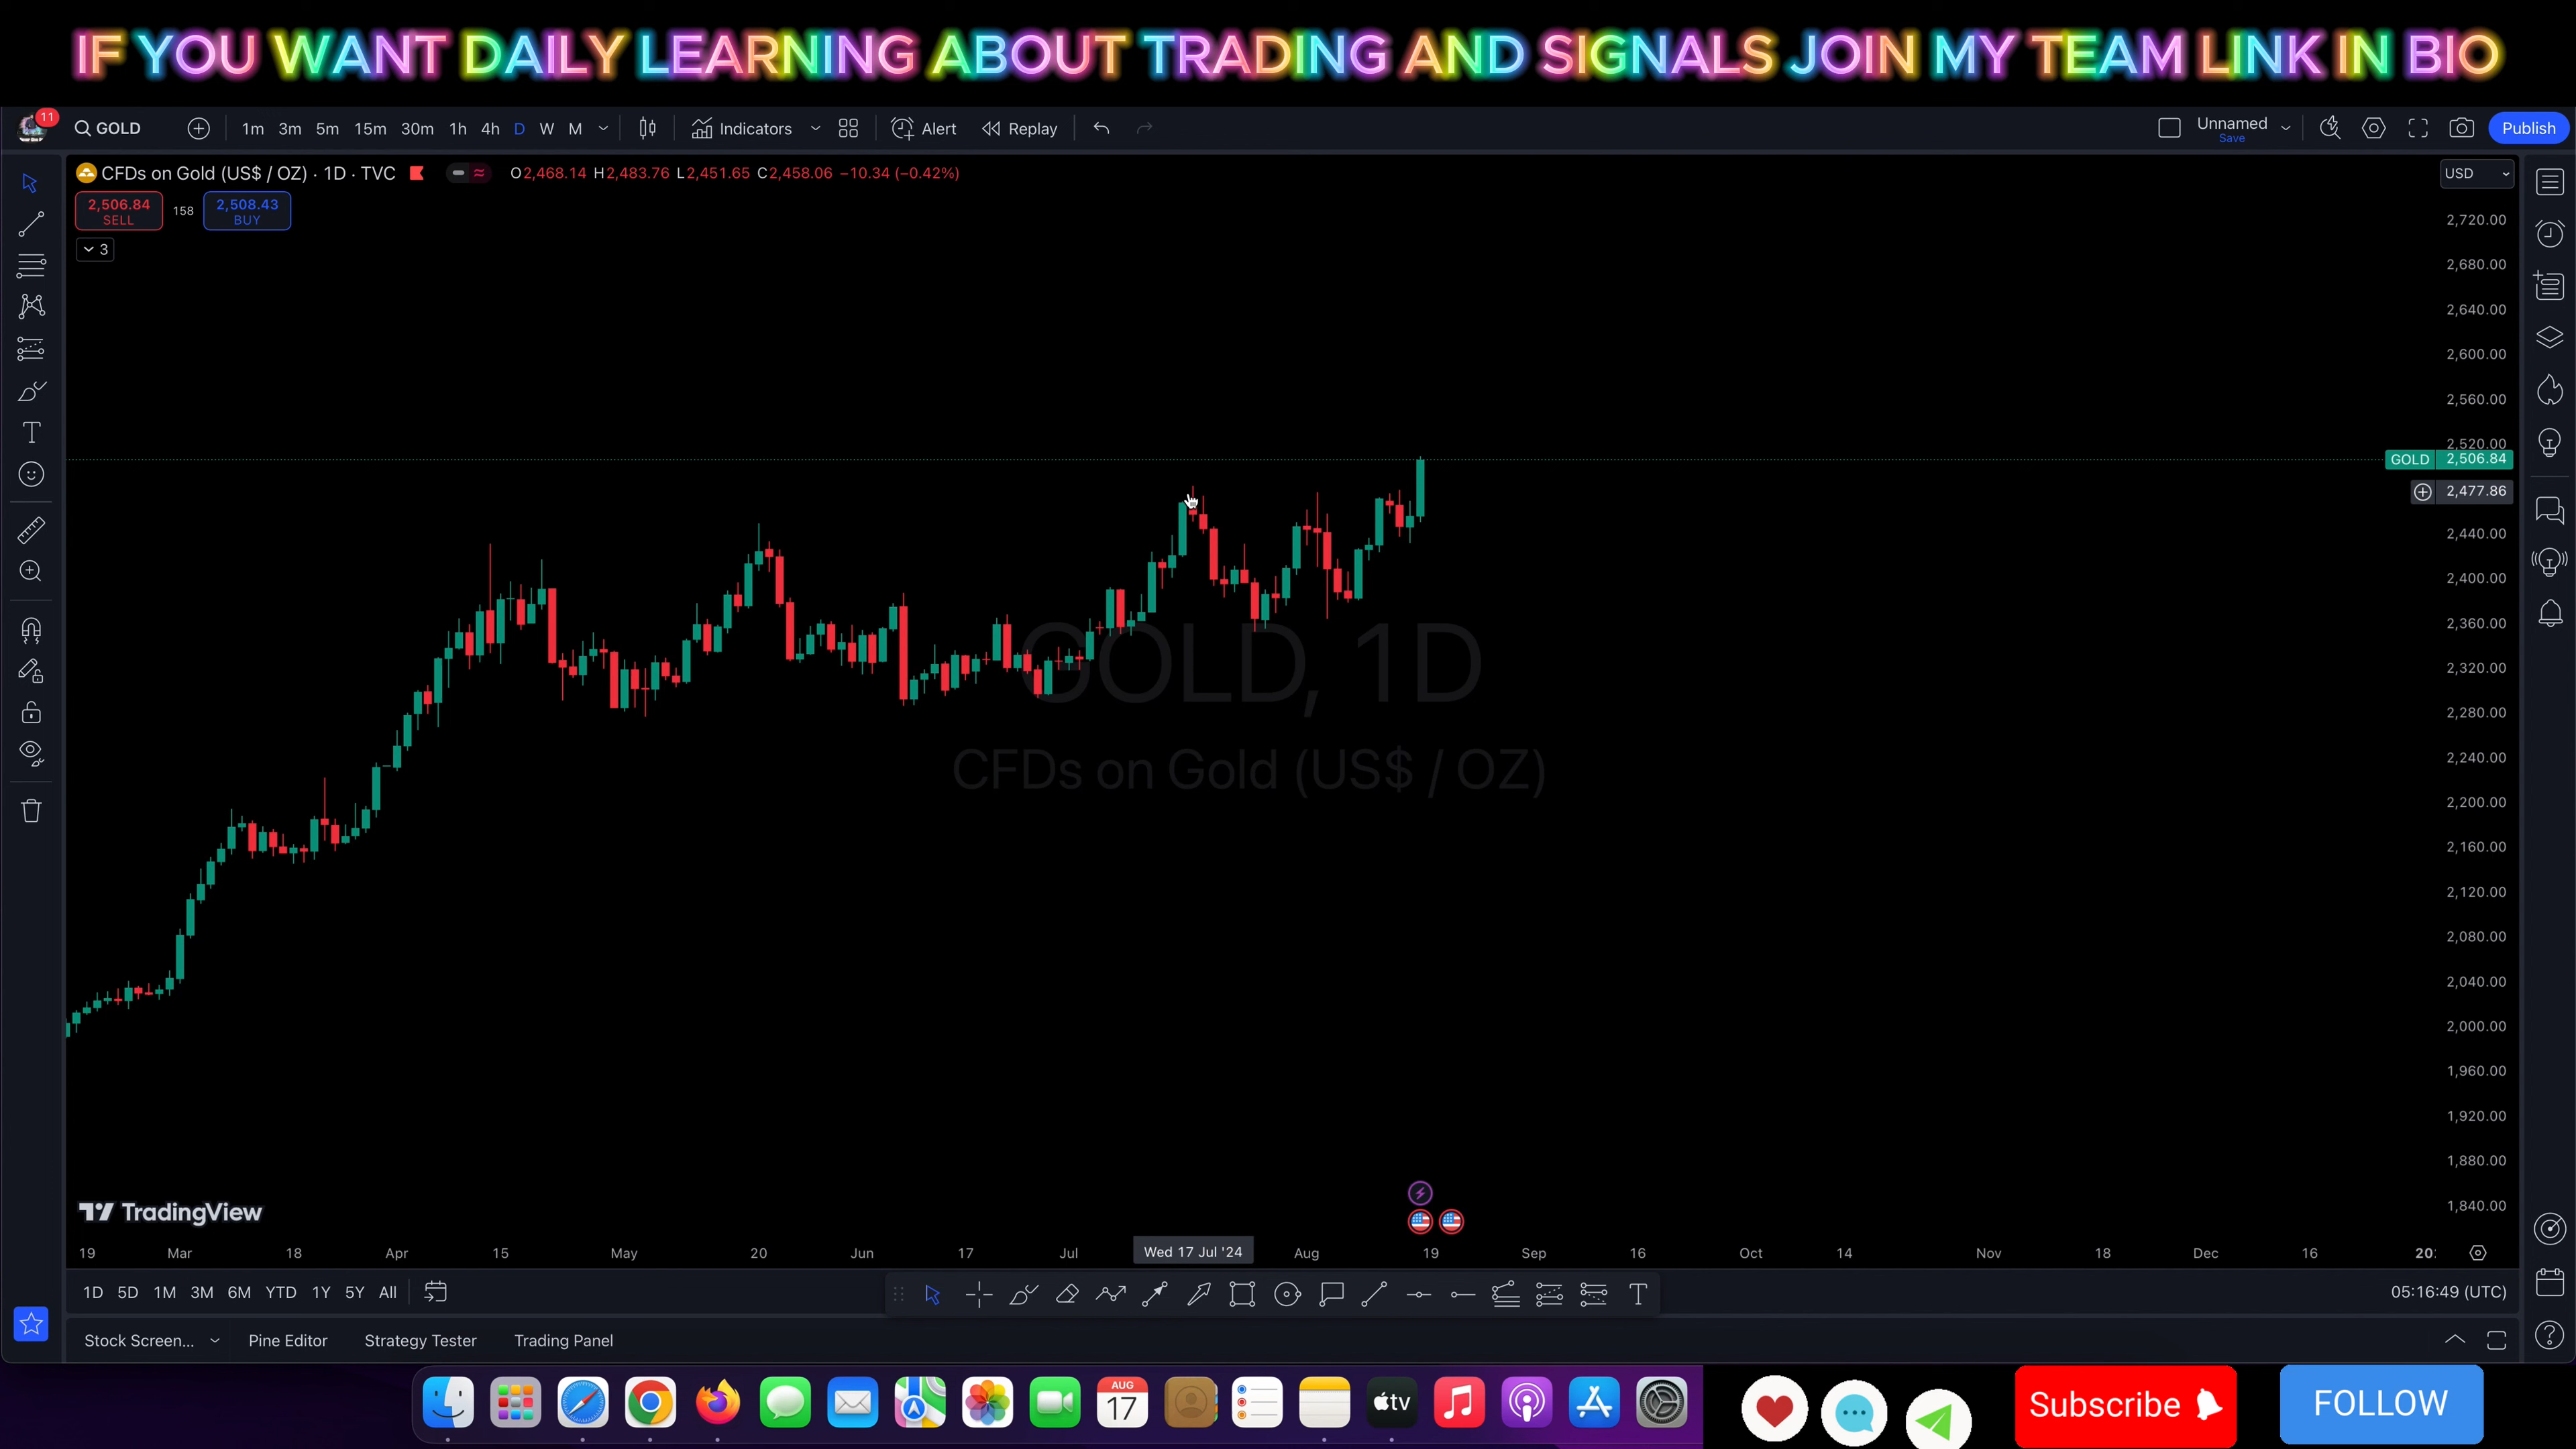 IF YOU WANT DAILY LEARNING ABOUT TRADING AND SIGNALS JOIN MY TEAM LINK IN BIO
11 GOLD 1m 3m 5m 15m 30m 1h 4h D W M Indicators Alert Replay Unnamed Save Publish
CFDs on Gold (US$ / OZ) · 1D · TVC O2,468.14 H2,483.76 L2,451.65 C2,458.06 −10.34 (−0.42%) USD
2,506.84 SELL 158 2,508.43 BUY
3
2,720.00
2,680.00
2,640.00
2,600.00
2,560.00
2,520.00
GOLD 2,506.84
2,477.86
2,440.00
2,400.00
2,360.00
2,320.00
2,280.00
2,240.00
2,200.00
2,160.00
2,120.00
2,080.00
2,040.00
2,000.00
1,960.00
1,920.00
1,880.00
1,840.00
GOLD, 1D
CFDs on Gold (US$ / OZ)
TradingView
19 Mar 18 Apr 15 May 20 Jun 17 Jul Wed 17 Jul '24 Aug 19 Sep 16 Oct 14 Nov 18 Dec 16 20:
1D 5D 1M 3M 6M YTD 1Y 5Y All 05:16:49 (UTC)
Stock Screen... Pine Editor Strategy Tester Trading Panel
AUG
17
tv
Subscribe FOLLOW